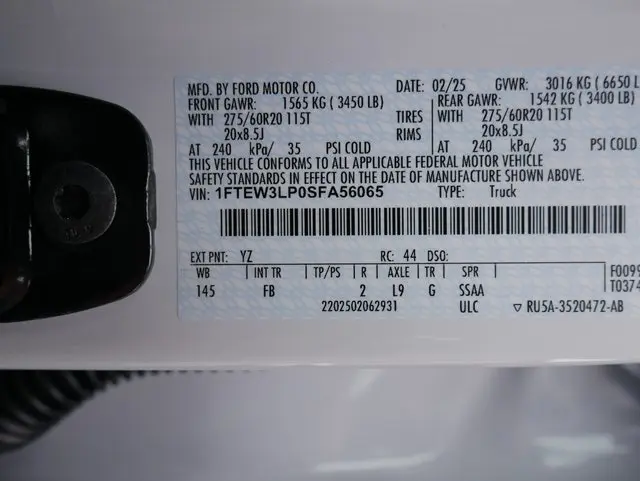 MFD. BY FORD MOTOR CO. DATE: 02/25 GVWR: 3016 KG ( 6650 L
FRONT GAWR: 1565 KG ( 3450 LB) REAR GAWR: 1542 KG ( 3400 LB)
WITH 275/60R20 115T TIRES WITH 275/60R20 115T
20x8.5J RIMS 20x8.5J
AT 240 kPa/ 35 PSI COLD AT 240 kPa/ 35 PSI COLD
THIS VEHICLE CONFORMS TO ALL APPLICABLE FEDERAL MOTOR VEHICLE
SAFETY STANDARDS IN EFFECT ON THE DATE OF MANUFACTURE SHOWN ABOVE.
VIN: 1FTEW3LP0SFA56065 TYPE: Truck
EXT PNT: YZ RC: 44 DSO:
WB INT TR TP/PS R AXLE TR SPR F0099
145 FB 2 L9 G SSAA T0374
2202502062931 ULC ▽ RU5A-3520472-AB